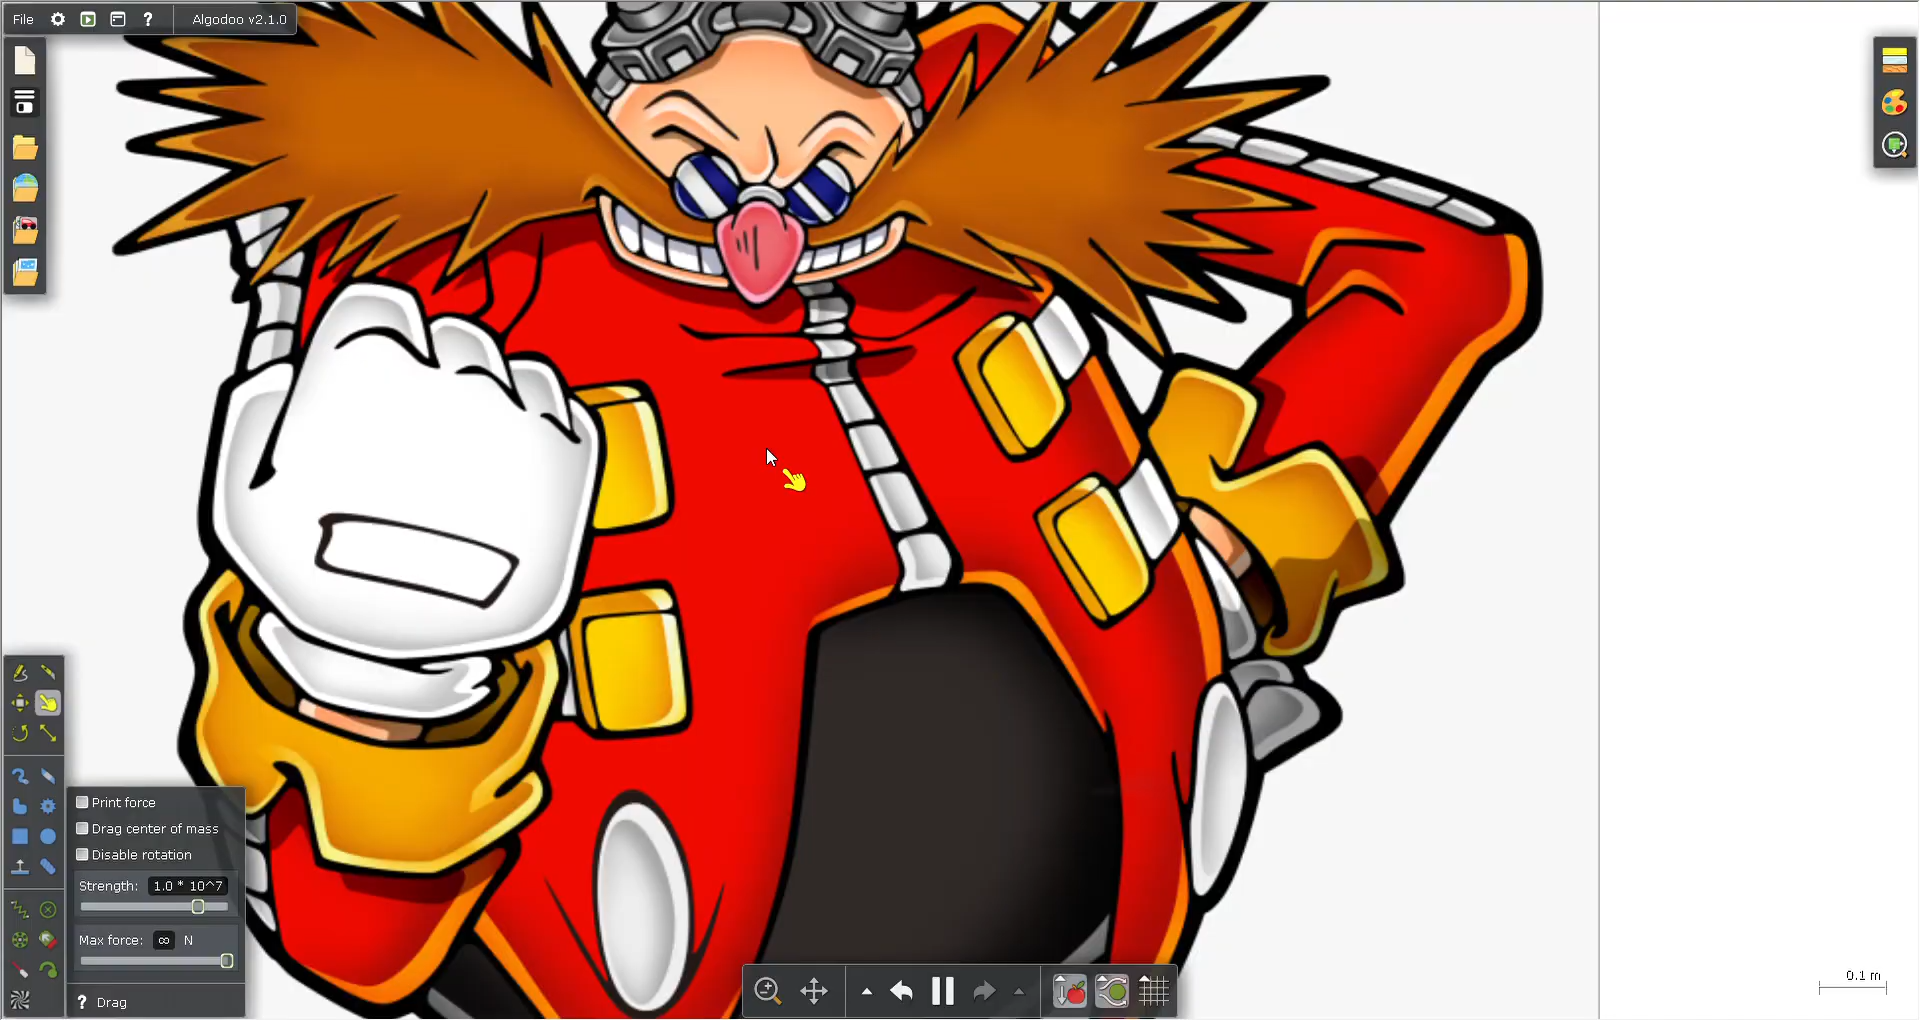 File ? Algodoo v2.1.0
Print force
Drag center of mass
Disable rotation
Strength: 1.0 * 10^7
Max force: ∞ N
? Drag
0.1 m